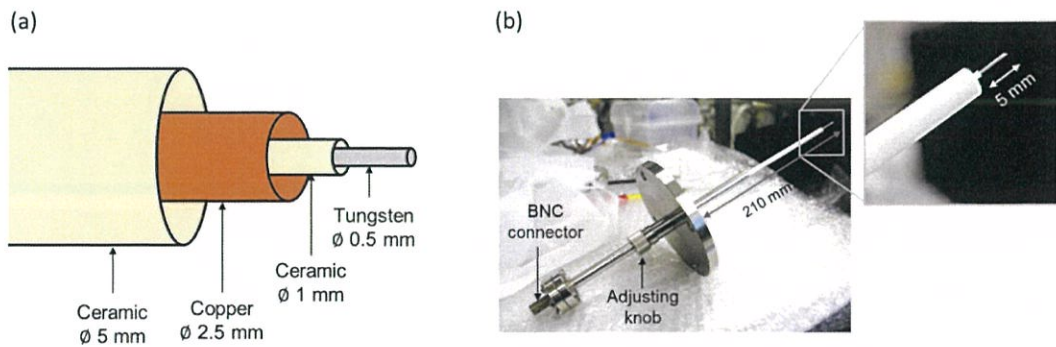 (a)
Tungsten
ø 0.5 mm
Ceramic
ø 1 mm
Copper
ø 2.5 mm
Ceramic
ø 5 mm
(b)
5 mm
210 mm
BNC
connector
Adjusting
knob